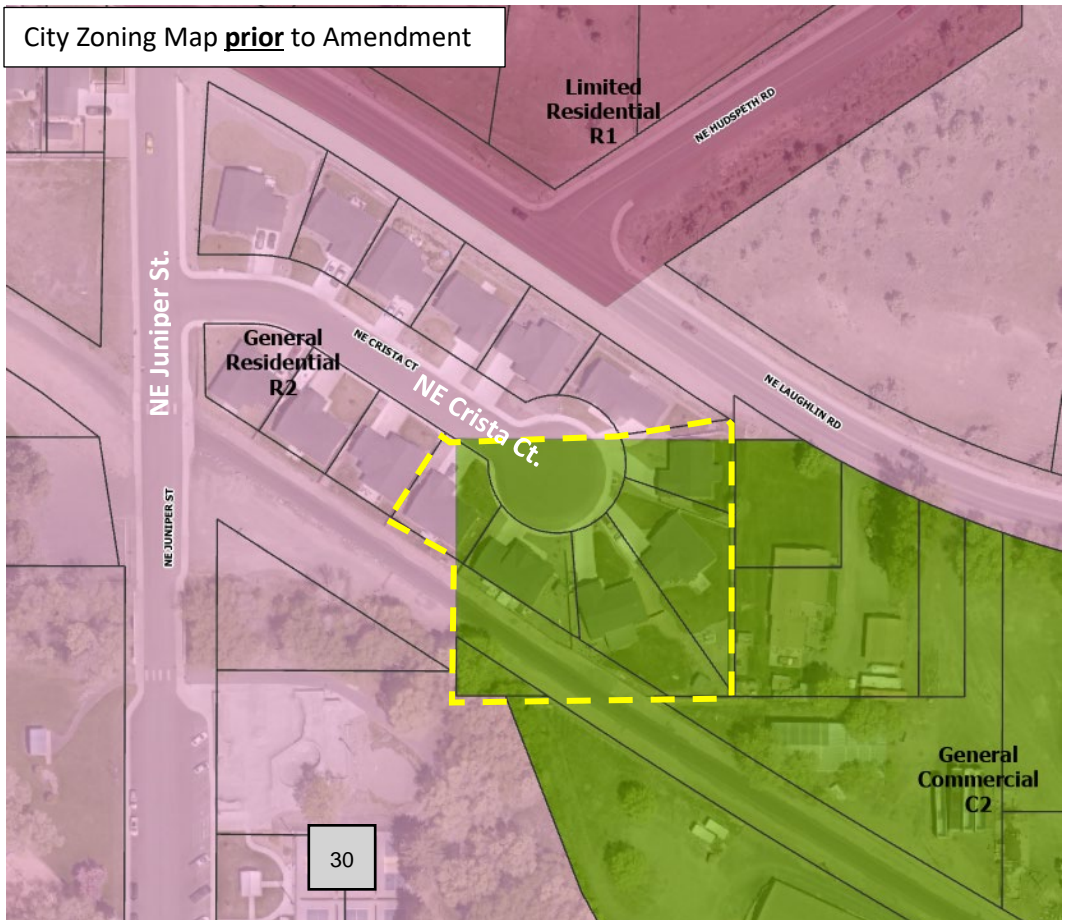 City Zoning Map prior to Amendment
Limited
Residential
R1
NE HUDSPETH RD
NE Juniper St.
General
Residential
R2
NE CRISTA CT
NE Crista Ct.
NE LAUGHLIN RD
NE JUNIPER ST
General
Commercial
C2
30